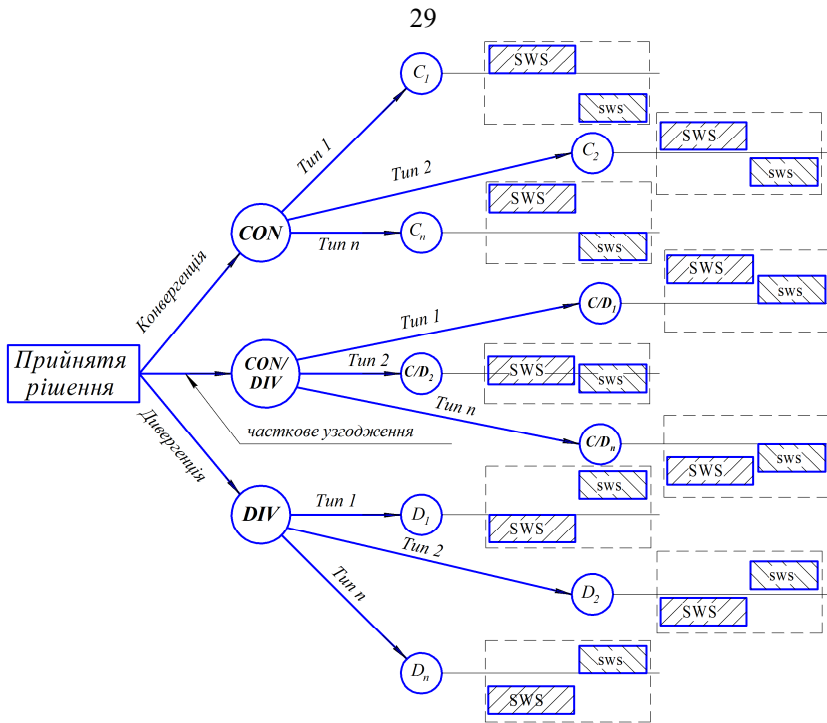 29
SWS
C1
sws
Тип 1
SWS
C2
Тип 2
sws
SWS
CON
Тип n
Cn
sws
Конвергенція
SWS
C/D1
sws
Тип 1
Прийнятя
рішення
CON/
DIV
Тип 2
C/D2
SWS
sws
Тип n
часткове узгодження
C/Dn
sws
SWS
Дивергенція
sws
DIV
Тип 1
D1
SWS
Тип 2
sws
D2
SWS
Тип n
sws
Dn
SWS